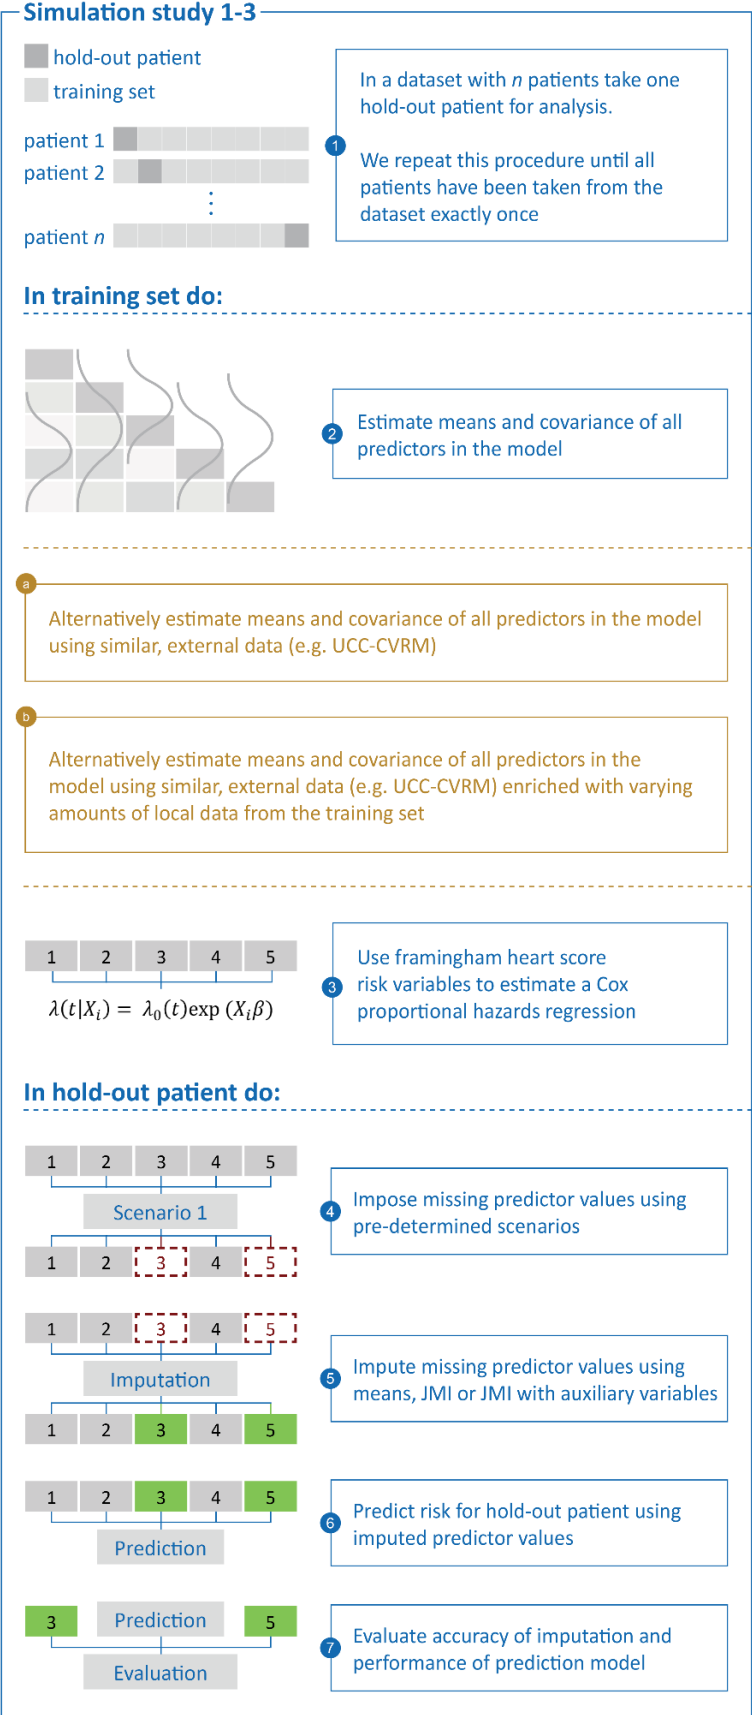 Simulation study 1-3
hold-out patient
training set
patient 1
patient 2
patient n
1
In a dataset with n patients take one
hold-out patient for analysis.
We repeat this procedure until all
patients have been taken from the
dataset exactly once
In training set do:
2
Estimate means and covariance of all
predictors in the model
a
Alternatively estimate means and covariance of all predictors in the model
using similar, external data (e.g. UCC-CVRM)
b
Alternatively estimate means and covariance of all predictors in the
model using similar, external data (e.g. UCC-CVRM) enriched with varying
amounts of local data from the training set
1 2 3 4 5
λ(t|Xᵢ) = λ₀(t)exp (Xᵢβ)
3
Use framingham heart score
risk variables to estimate a Cox
proportional hazards regression
In hold-out patient do:
1 2 3 4 5
Scenario 1
1 2 3 4 5
4
Impose missing predictor values using
pre-determined scenarios
1 2 3 4 5
Imputation
1 2 3 4 5
5
Impute missing predictor values using
means, JMI or JMI with auxiliary variables
1 2 3 4 5
Prediction
6
Predict risk for hold-out patient using
imputed predictor values
3 Prediction 5
Evaluation
7
Evaluate accuracy of imputation and
performance of prediction model